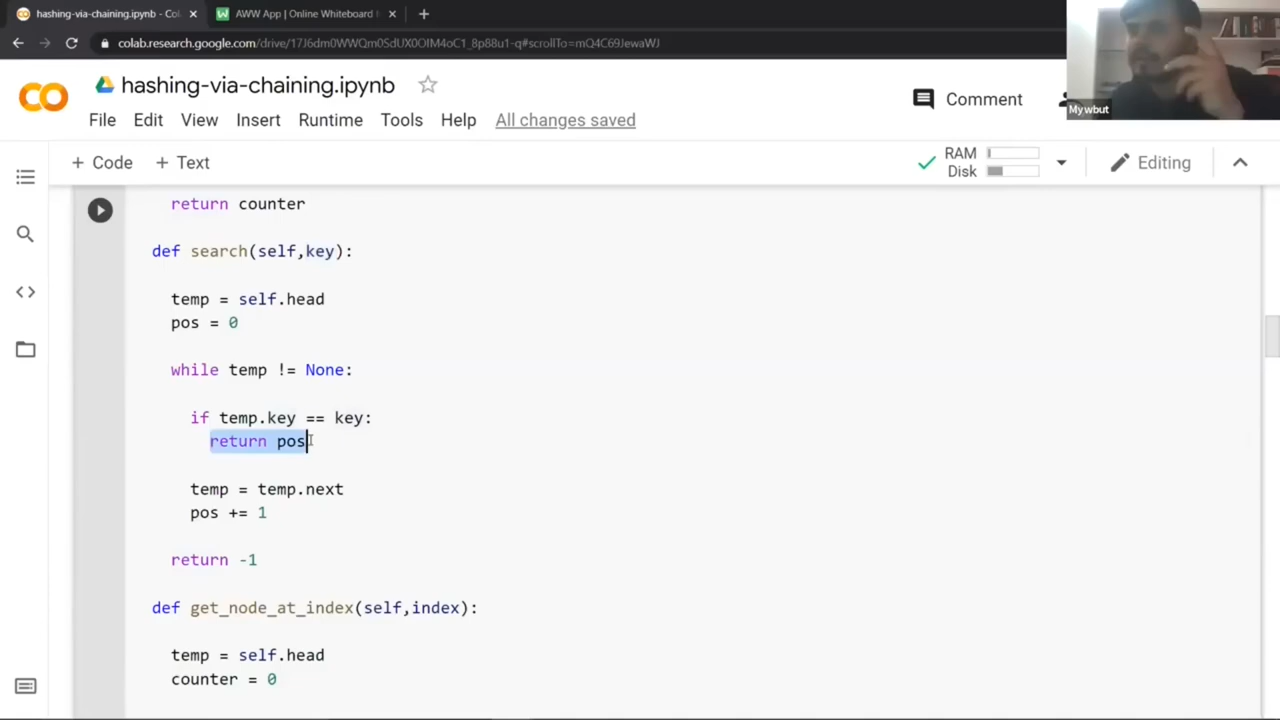 hashing-via-chaining.ipynb - Col
AWW App | Online Whiteboard
colab.research.google.com/drive/17J6dm0WWQm0SdUX0OIM4oC1_8p88u1-q#scrollTo=mQ4C69JewaWJ
Mywbut
CO
hashing-via-chaining.ipynb
Comment
File Edit View Insert Runtime Tools Help All changes saved
+ Code + Text
RAM
Disk
Editing
return counter
def search(self,key):
temp = self.head
pos = 0
while temp != None:
if temp.key == key:
return pos
temp = temp.next
pos += 1
return -1
def get_node_at_index(self,index):
temp = self.head
counter = 0